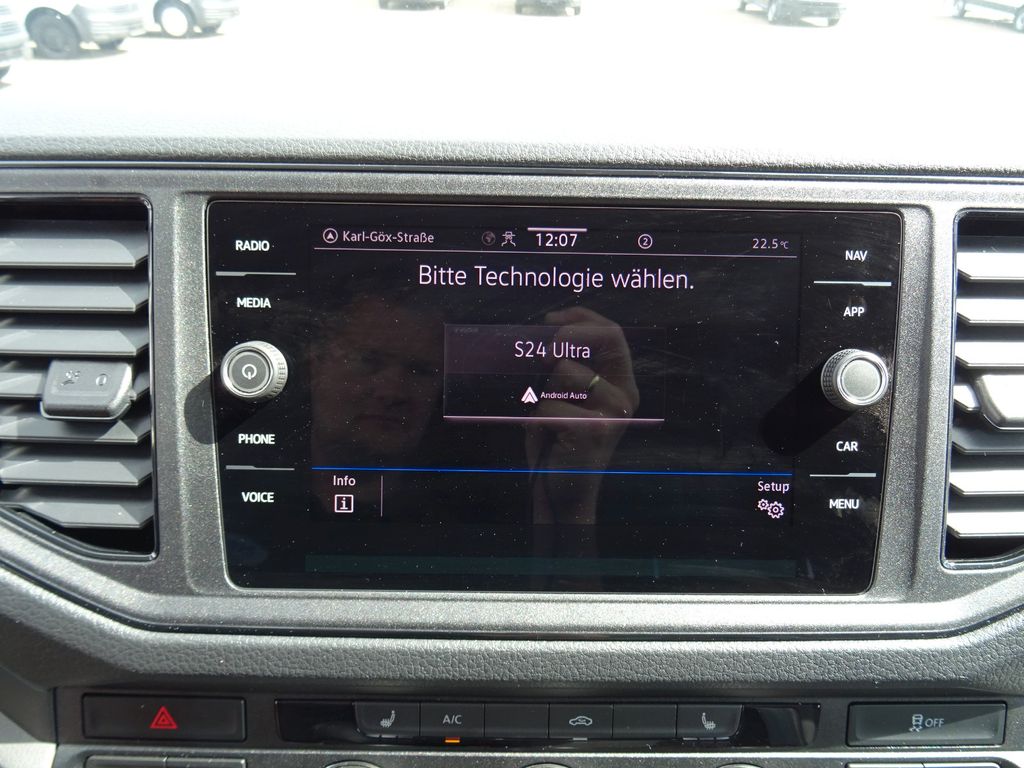 RADIO
MEDIA
PHONE
VOICE
Karl-Göx-Straße
12:07
2
22.5°C
Bitte Technologie wählen.
S24 Ultra
Android Auto
Info
i
Setup
NAV
APP
CAR
MENU
A/C
OFF